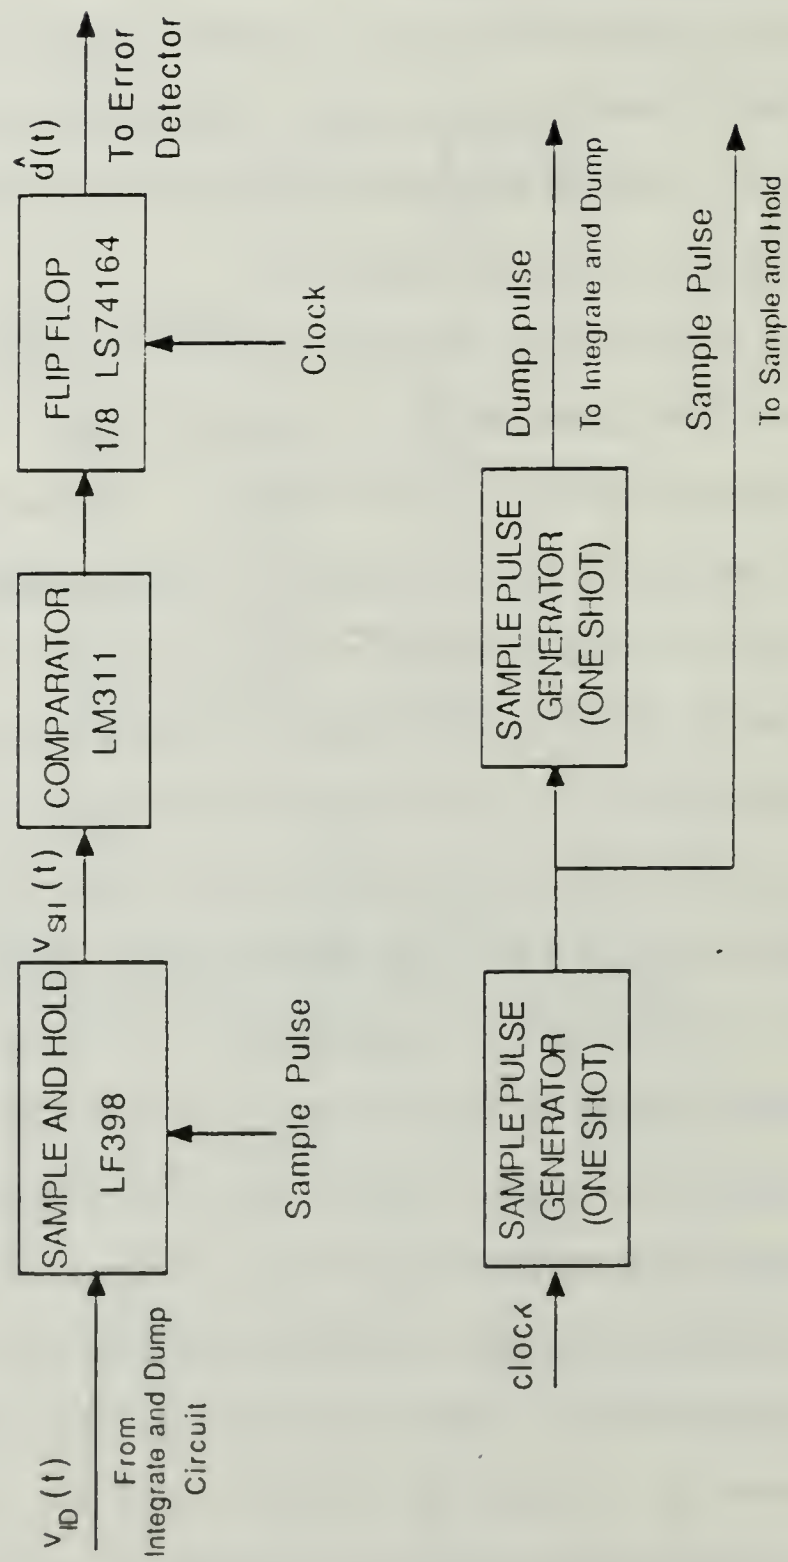 v_ID(t)
From
Integrate and Dump
Circuit
SAMPLE AND HOLD
LF398
Sample Pulse
v_SH(t)
COMPARATOR
LM311
FLIP FLOP
1/8 LS74164
Clock
d̂(t)
To Error
Detector
clock
SAMPLE PULSE
GENERATOR
(ONE SHOT)
SAMPLE PULSE
GENERATOR
(ONE SHOT)
Dump pulse
To Integrate and Dump
Sample Pulse
To Sample and Hold